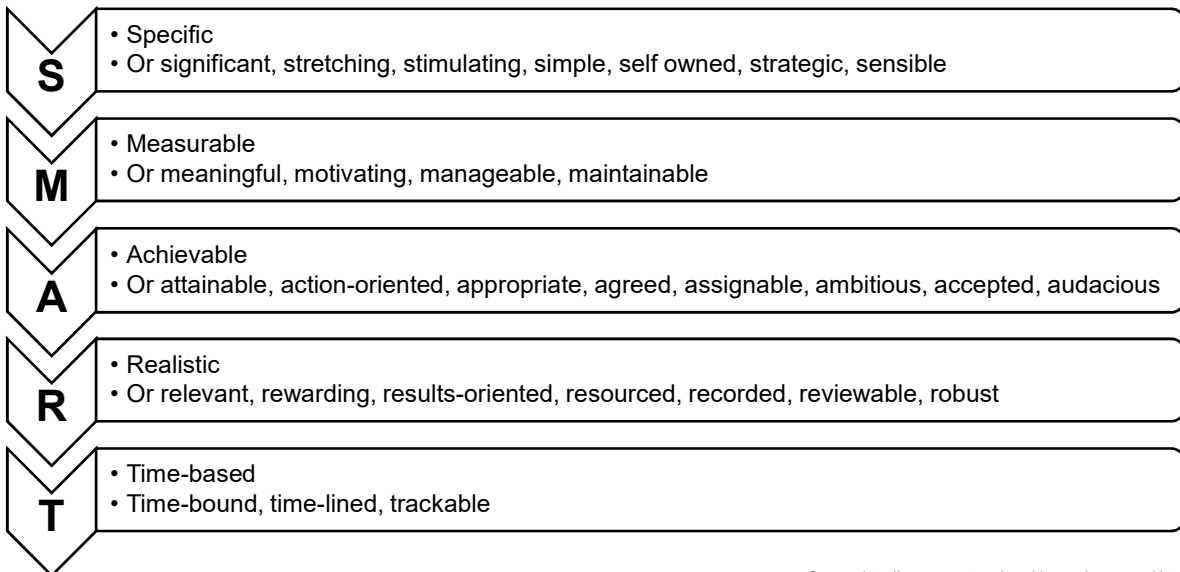 S
• Specific
• Or significant, stretching, stimulating, simple, self owned, strategic, sensible
M
• Measurable
• Or meaningful, motivating, manageable, maintainable
A
• Achievable
• Or attainable, action-oriented, appropriate, agreed, assignable, ambitious, accepted, audacious
R
• Realistic
• Or relevant, rewarding, results-oriented, resourced, recorded, reviewable, robust
T
• Time-based
• Time-bound, time-lined, trackable